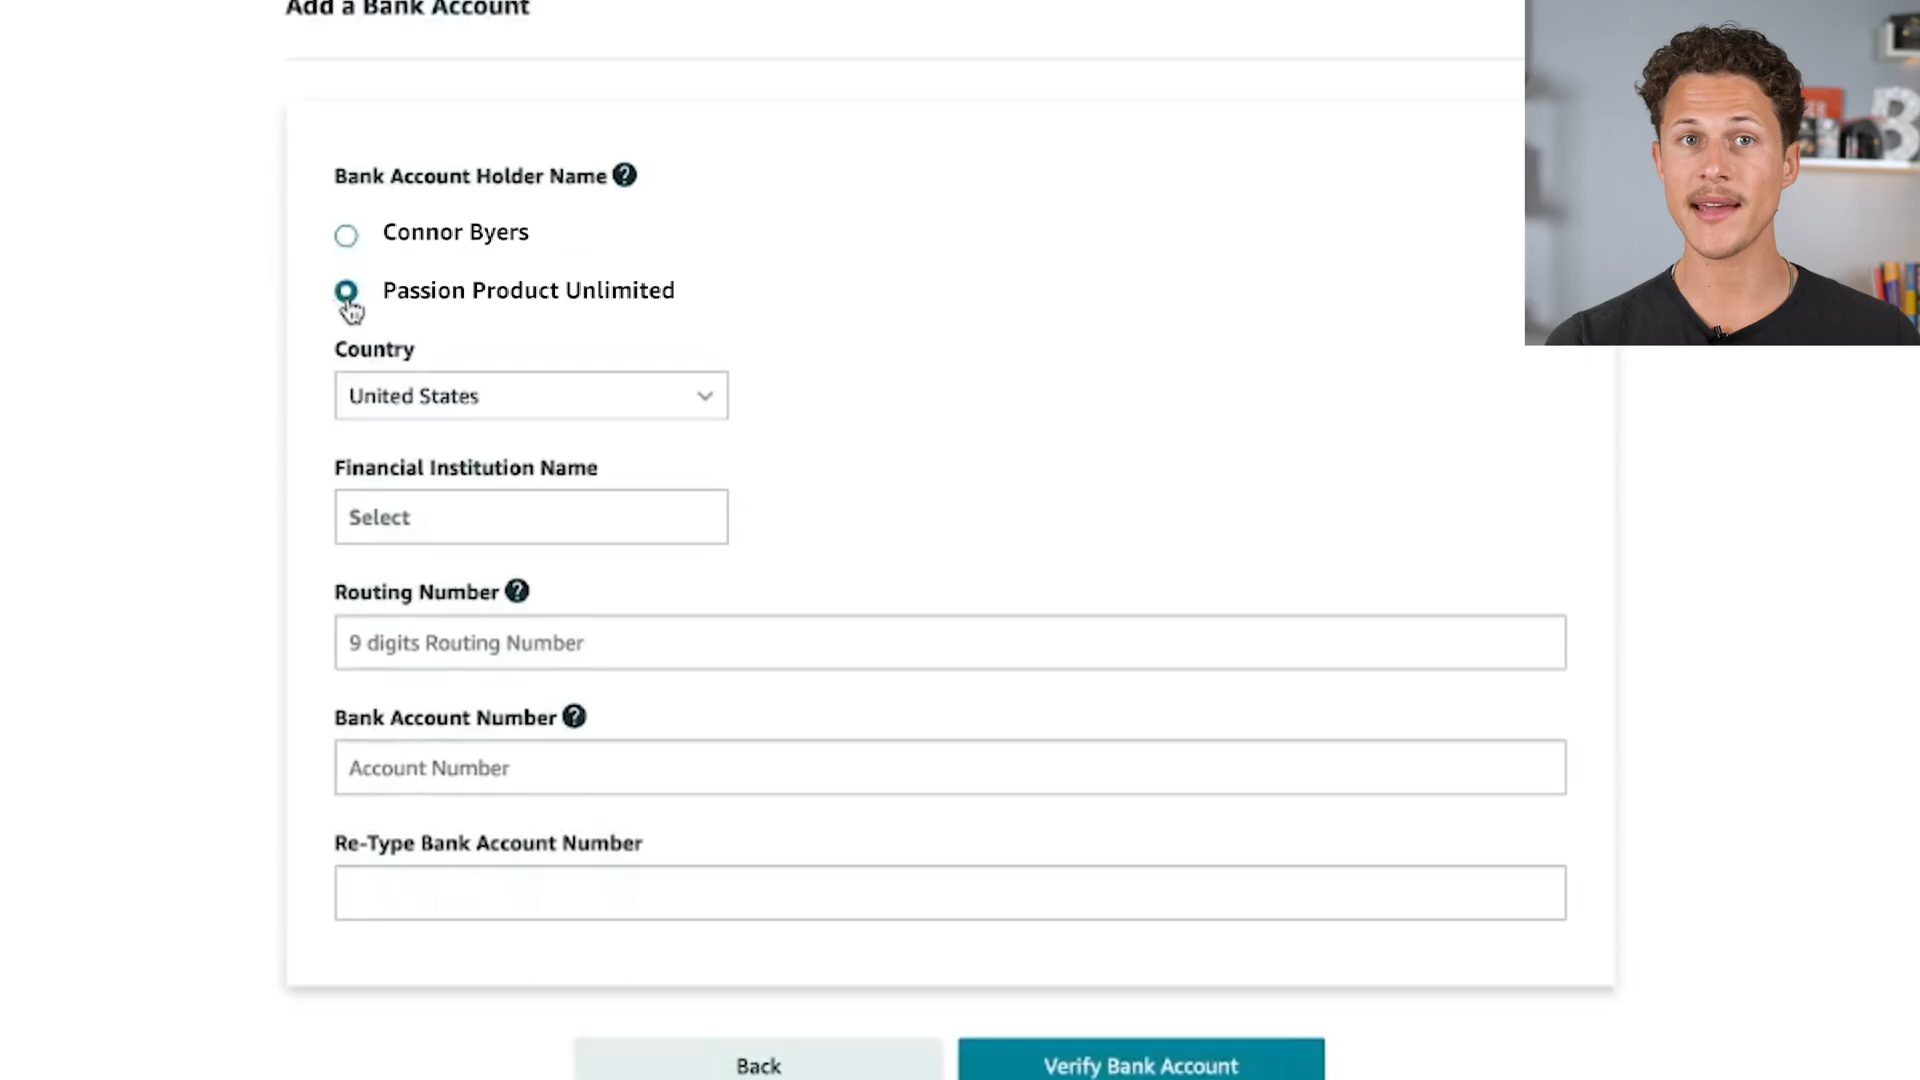 Add a Bank Account
Bank Account Holder Name ?
Connor Byers
Passion Product Unlimited
Country
United States
Financial Institution Name
Select
Routing Number ?
9 digits Routing Number
Bank Account Number ?
Account Number
Re-Type Bank Account Number
Back
Verify Bank Account